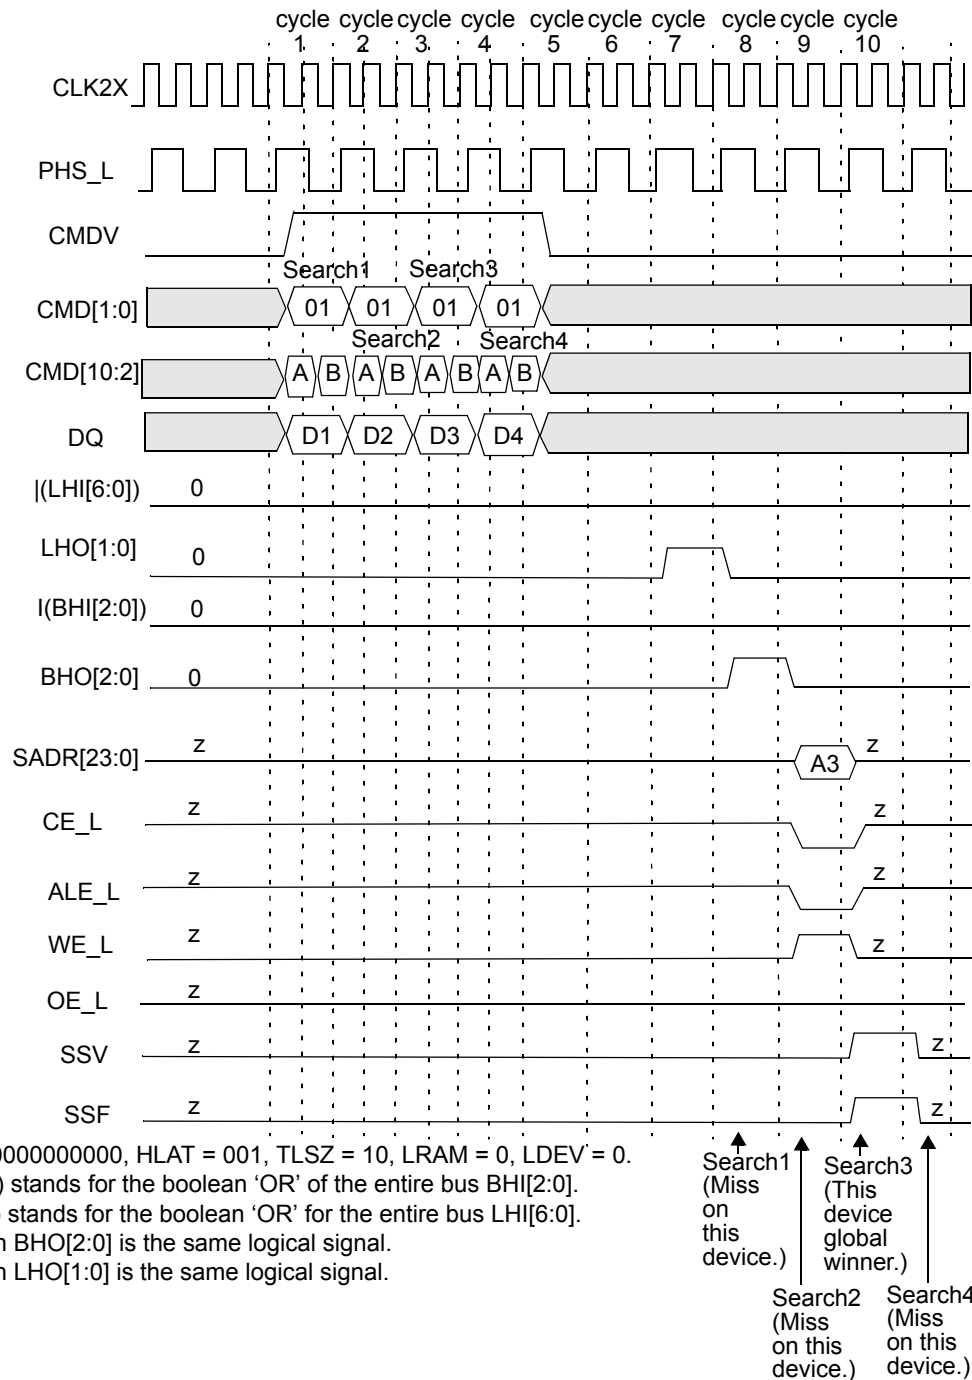 cycle cycle cycle cycle cycle cycle cycle cycle cycle cycle
1 2 3 4 5 6 7 8 9 10
CLK2X
PHS_L
CMDV
Search1 Search3
CMD[1:0] 01 01 01 01
Search2 Search4
CMD[10:2] A B A B A B A B
DQ D1 D2 D3 D4
|(LHI[6:0]) 0
LHO[1:0] 0
I(BHI[2:0]) 0
BHO[2:0] 0
SADR[23:0] z A3 z
CE_L z z
ALE_L z z
WE_L z z
OE_L z
SSV z z
SSF z z
0000000000, HLAT = 001, TLSZ = 10, LRAM = 0, LDEV = 0.
) stands for the boolean ‘OR’ of the entire bus BHI[2:0].
) stands for the boolean ‘OR’ for the entire bus LHI[6:0].
n BHO[2:0] is the same logical signal.
n LHO[1:0] is the same logical signal.
Search1
(Miss
on
this
device.)
Search3
(This
device
global
winner.)
Search2
(Miss
on this
device.)
Search4
(Miss
on this
device.)